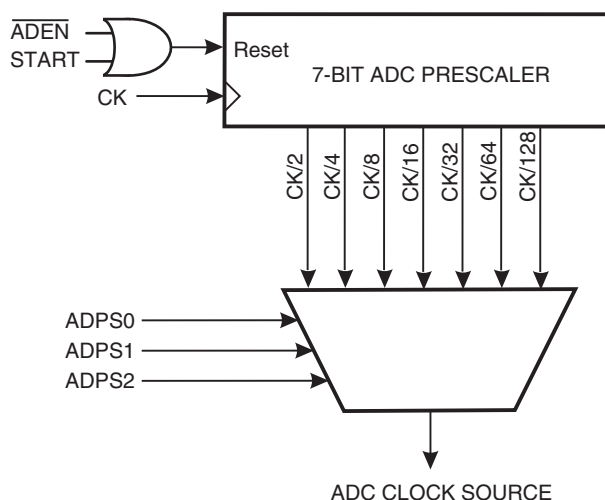 ADEN
START
Reset
7-BIT ADC PRESCALER
CK
CK/2
CK/4
CK/8
CK/16
CK/32
CK/64
CK/128
ADPS0
ADPS1
ADPS2
ADC CLOCK SOURCE